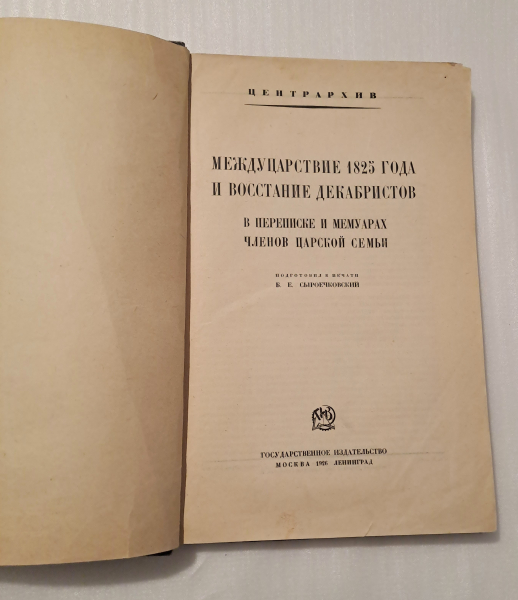 ЦЕНТРАРХИВ
МЕЖДУЦАРСТВИЕ 1825 ГОДА
И ВОССТАНИЕ ДЕКАБРИСТОВ
В ПЕРЕПИСКЕ И МЕМУАРАХ
ЧЛЕНОВ ЦАРСКОЙ СЕМЬИ
ПОДГОТОВИЛ К ПЕЧАТИ
Б. Е. СЫРОЕЧКОВСКИЙ
ГОСУДАРСТВЕННОЕ ИЗДАТЕЛЬСТВО
МОСКВА 1926 ЛЕНИНГРАД